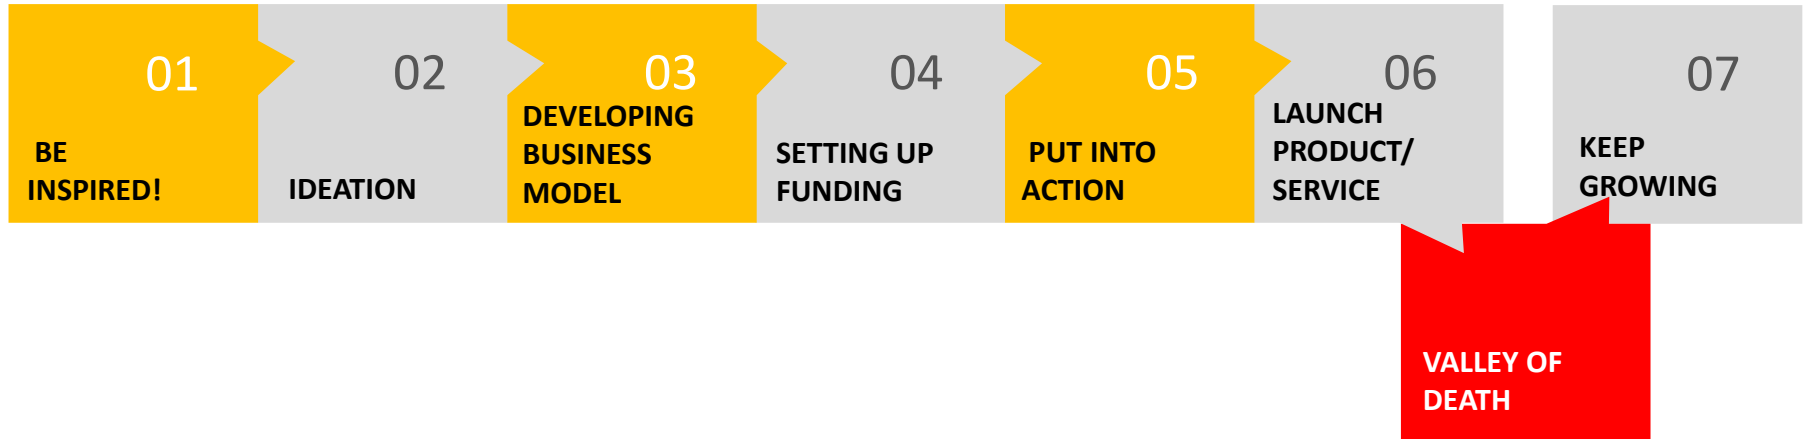 01
BE
INSPIRED!
02
IDEATION
03
DEVELOPING
BUSINESS
MODEL
04
SETTING UP
FUNDING
05
PUT INTO
ACTION
06
LAUNCH
PRODUCT/
SERVICE
07
KEEP
GROWING
VALLEY OF
DEATH